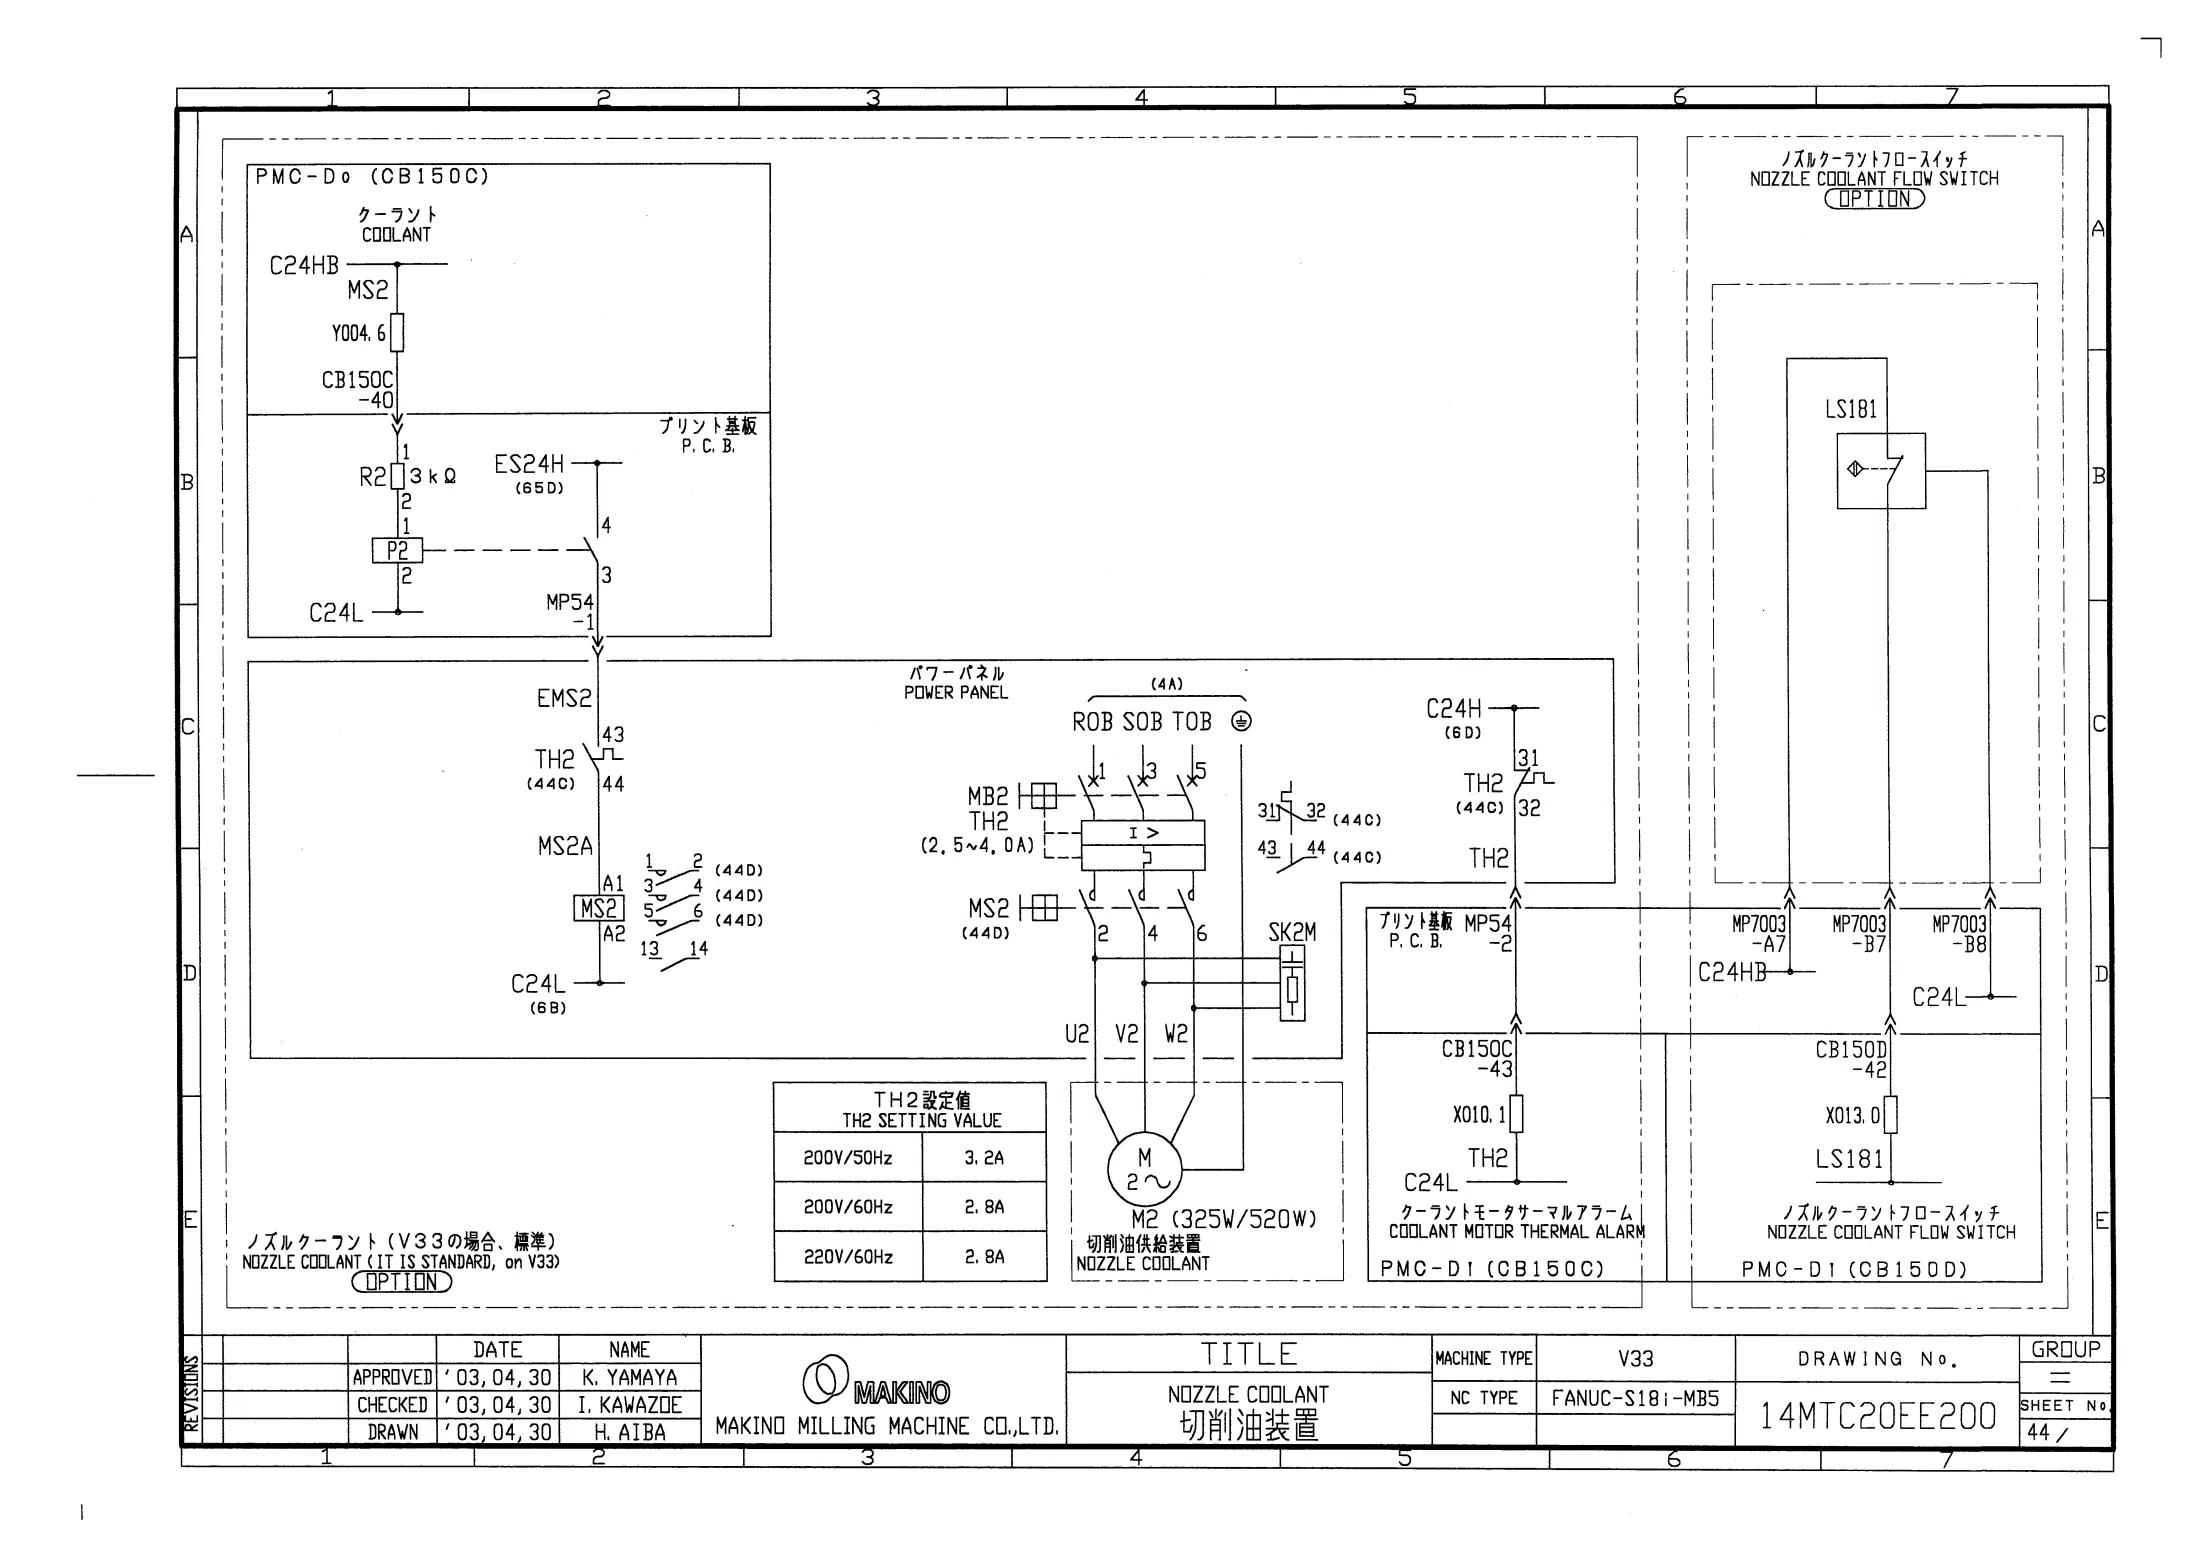 1 2 3 4 5 6 7
A
B
C
D
E
PMC-Do (CB150C)
クーラント
COOLANT
C24HB
MS2
Y004.6
CB150C
-40
プリント基板
P.C.B.
1
R2 3kΩ
2
1
P2
2
C24L
ES24H
(65D)
4
3
MP54
-1
パワーパネル
POWER PANEL
EMS2
43
TH2
(44C) 44
MS2A
A1
MS2
A2
C24L
(6B)
1 2 (44D)
3 4 (44D)
5 6 (44D)
13 14
(4A)
ROB SOB TOB
1 3 5
MB2
TH2
(2.5~4.0A)
I >
MS2
(44D)
2 4 6
31 32 (44C)
43 44 (44C)
SK2M
U2 V2 W2
M
2~
M2 (325W/520W)
切削油供給装置
NOZZLE COOLANT
C24H
(6D)
31
TH2
(44C) 32
TH2
プリント基板
P.C.B.
MP54
-2
CB150C
-43
X010.1
TH2
C24L
クーラントモータサーマルアラーム
COOLANT MOTOR THERMAL ALARM
PMC-DI (CB150C)
ノズルクーラントフロースイッチ
NOZZLE COOLANT FLOW SWITCH
OPTION
LS181
MP7003
-A7
MP7003
-B7
MP7003
-B8
C24HB
C24L
CB150D
-42
X013.0
LS181
ノズルクーラントフロースイッチ
NOZZLE COOLANT FLOW SWITCH
PMC-DI (CB150D)
TH2設定値
TH2 SETTING VALUE
200V/50Hz 3.2A
200V/60Hz 2.8A
220V/60Hz 2.8A
ノズルクーラント (V33の場合、標準)
NOZZLE COOLANT (IT IS STANDARD, on V33)
OPTION
A
B
C
D
E
REVISIONS
DATE NAME
APPROVED '03,04,30 K. YAMAYA
CHECKED '03,04,30 I. KAWAZOE
DRAWN '03,04,30 H. AIBA
MAKINO
MAKINO MILLING MACHINE CO.,LTD.
TITLE
NOZZLE COOLANT
切削油装置
MACHINE TYPE V33
NC TYPE FANUC-S18i-MB5
DRAWING No.
14MTC20EE200
GROUP
=
SHEET No.
44 /
1 2 3 4 5 6 7